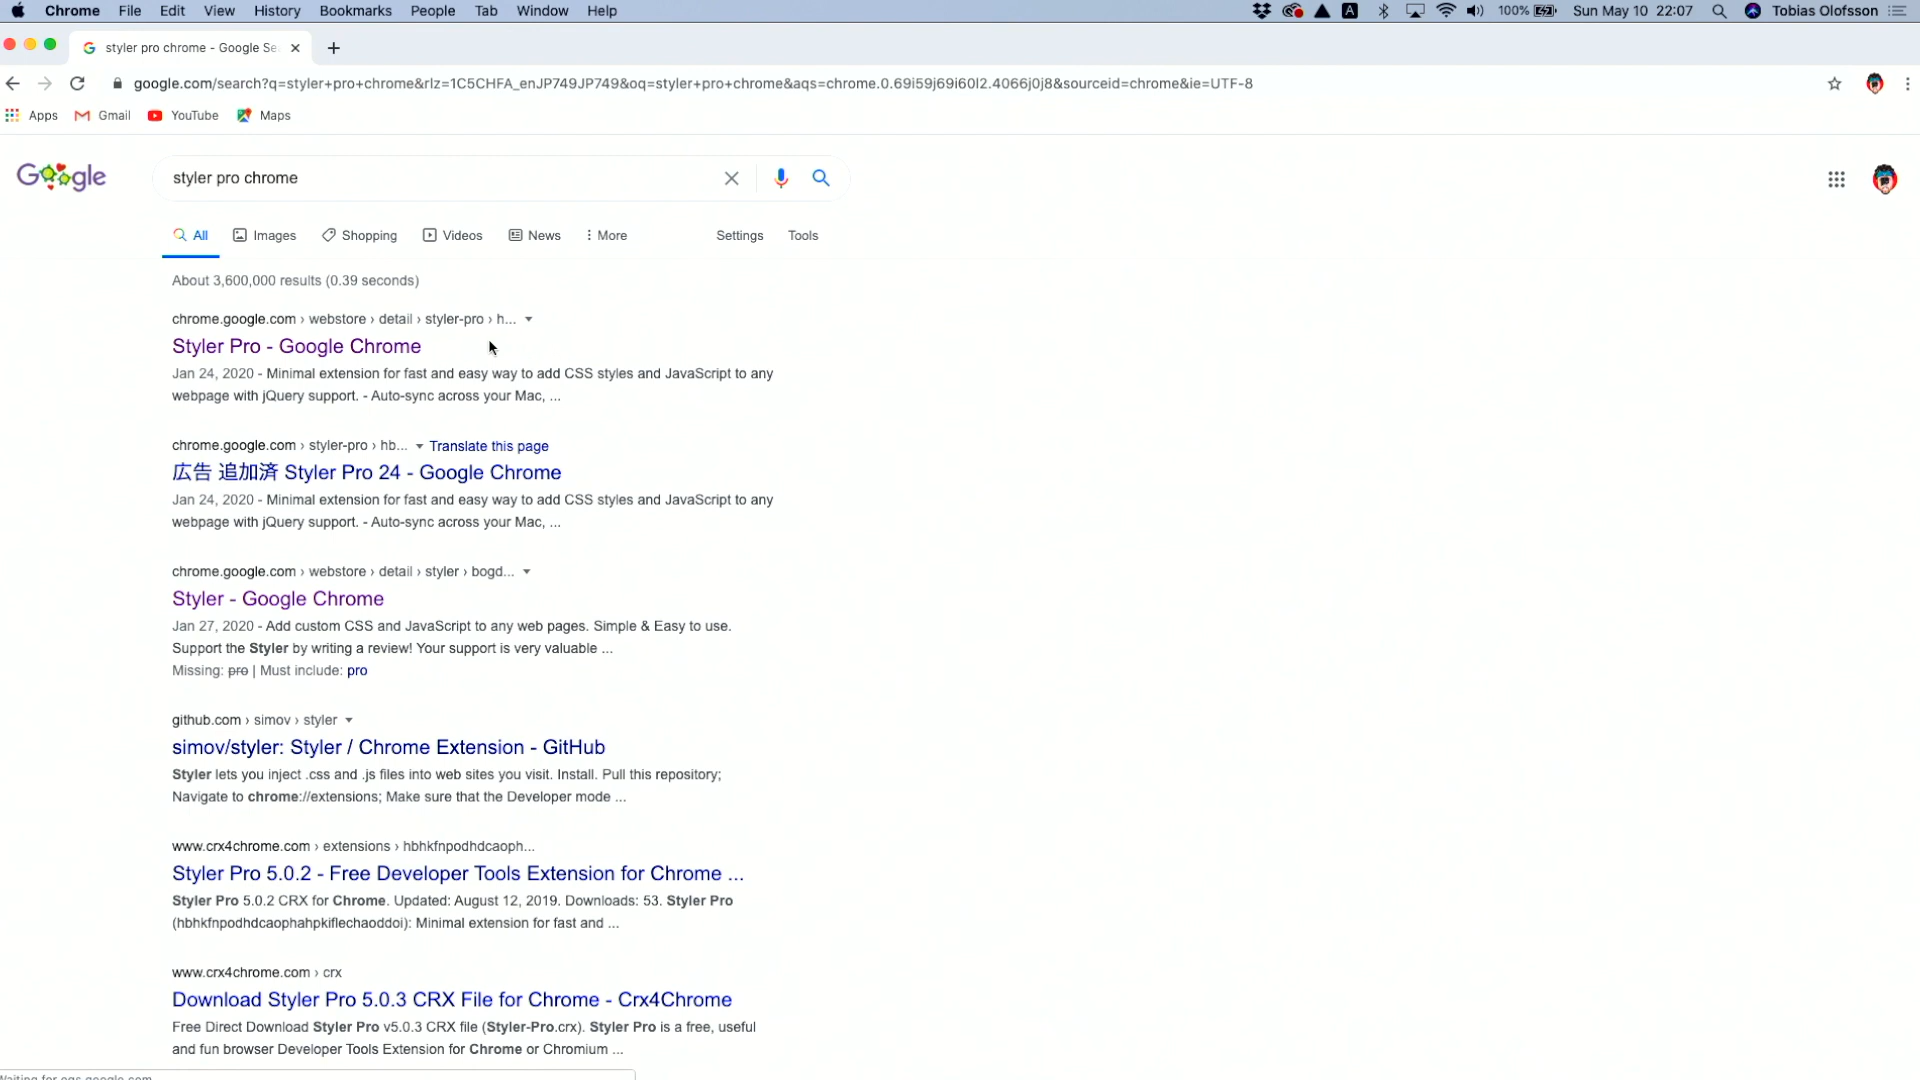 Chrome File Edit View History Bookmarks People Tab Window Help A 100% Sun May 10 22:07 Tobias Olofsson
styler pro chrome - Google Se
google.com/search?q=styler+pro+chrome&rlz=1C5CHFA_enJP749JP749&oq=styler+pro+chrome&aqs=chrome.0.69i59j69i60l2.4066j0j8&sourceid=chrome&ie=UTF-8
Apps Gmail YouTube Maps
Google styler pro chrome
All Images Shopping Videos News More Settings Tools
About 3,600,000 results (0.39 seconds)
chrome.google.com › webstore › detail › styler-pro › h...
Styler Pro - Google Chrome
Jan 24, 2020 - Minimal extension for fast and easy way to add CSS styles and JavaScript to any
webpage with jQuery support. - Auto-sync across your Mac, ...
chrome.google.com › styler-pro › hb... Translate this page
広告 追加済 Styler Pro 24 - Google Chrome
Jan 24, 2020 - Minimal extension for fast and easy way to add CSS styles and JavaScript to any
webpage with jQuery support. - Auto-sync across your Mac, ...
chrome.google.com › webstore › detail › styler › bogd...
Styler - Google Chrome
Jan 27, 2020 - Add custom CSS and JavaScript to any web pages. Simple & Easy to use.
Support the Styler by writing a review! Your support is very valuable ...
Missing: pro | Must include: pro
github.com › simov › styler
simov/styler: Styler / Chrome Extension - GitHub
Styler lets you inject .css and .js files into web sites you visit. Install. Pull this repository;
Navigate to chrome://extensions; Make sure that the Developer mode ...
www.crx4chrome.com › extensions › hbhkfnpodhdcaoph...
Styler Pro 5.0.2 - Free Developer Tools Extension for Chrome ...
Styler Pro 5.0.2 CRX for Chrome. Updated: August 12, 2019. Downloads: 53. Styler Pro
(hbhkfnpodhdcaophahpkiflechaoddoi): Minimal extension for fast and ...
www.crx4chrome.com › crx
Download Styler Pro 5.0.3 CRX File for Chrome - Crx4Chrome
Free Direct Download Styler Pro v5.0.3 CRX file (Styler-Pro.crx). Styler Pro is a free, useful
and fun browser Developer Tools Extension for Chrome or Chromium ...